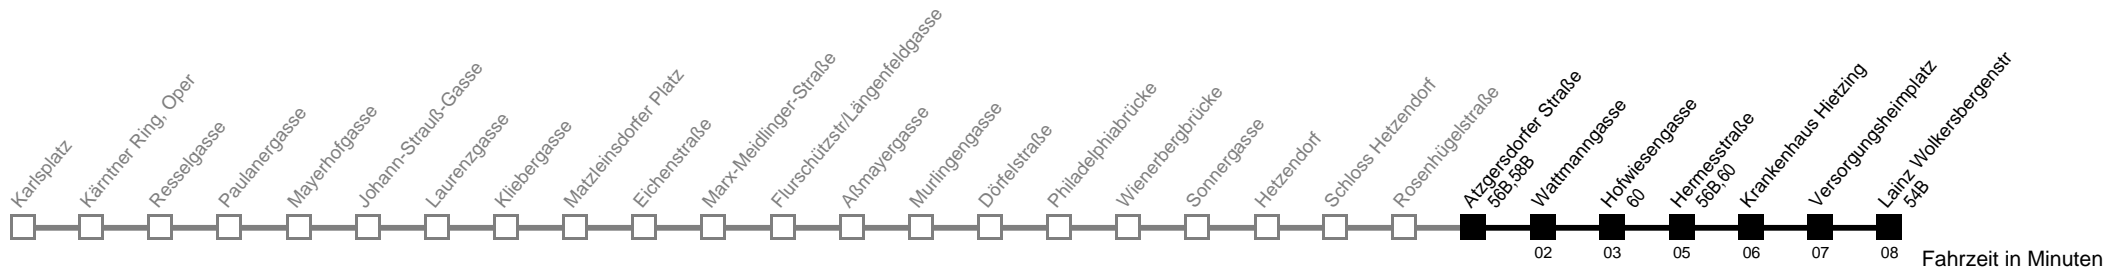 Karlsplatz
Kärntner Ring, Oper
Resselgasse
Paulanergasse
Mayerhofgasse
Johann-Strauß-Gasse
Laurenzgasse
Kliebergasse
Matzleinsdorfer Platz
Eichenstraße
Marx-Meidlinger-Straße
Flurschützstr/Längenfeldgasse
Aßmayergasse
Murlingengasse
Dörfelstraße
Philadelphiabrücke
Wienerbergbrücke
Sonnergasse
Hetzendorf
Schloss Hetzendorf
Rosenhügelstraße
Atzgersdorfer Straße
56B,58B
Wattmanngasse
Hofwiesengasse
60
Hermesstraße
56B,60
Krankenhaus Hietzing
Versorgungsheimplatz
Lainz Wolkersbergenstr
54B
02 03 05 06 07 08 Fahrzeit in Minuten